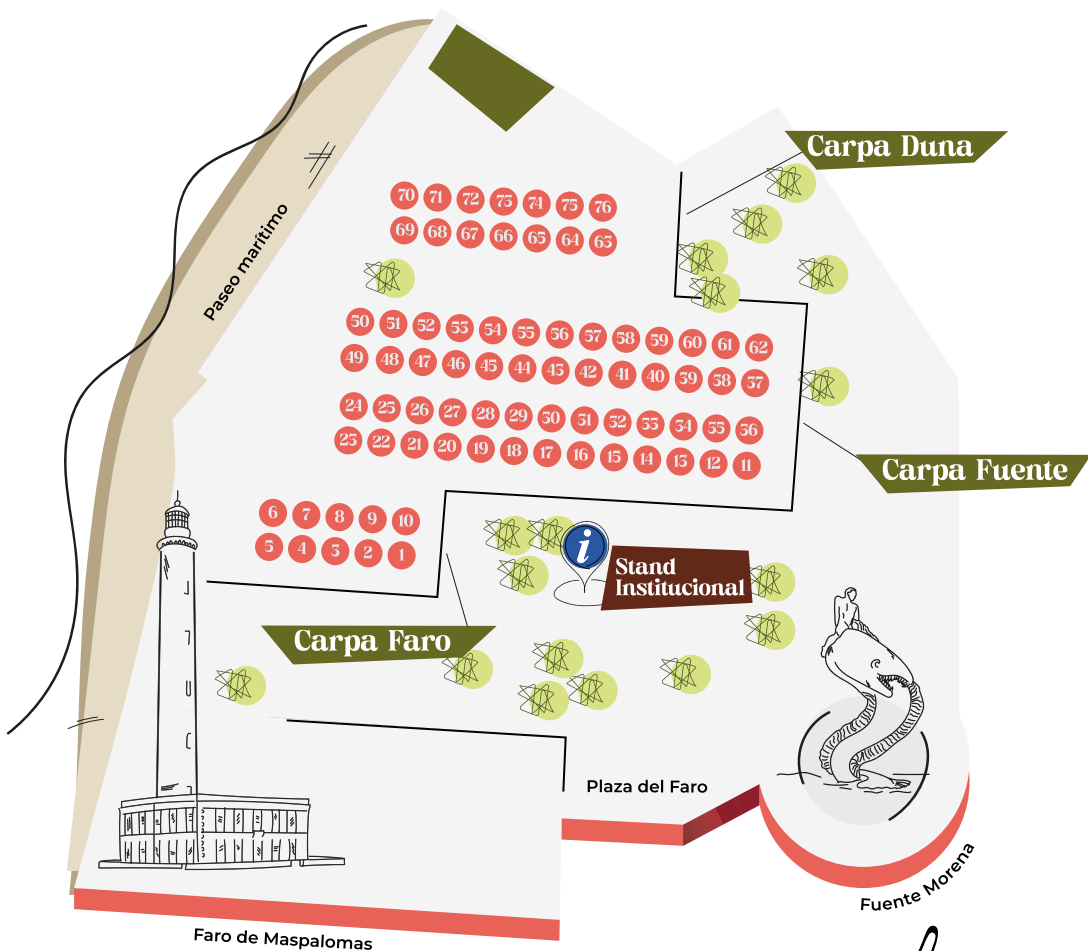 Carpa Duna
70 71 72 73 74 75 76
69 68 67 66 65 64 63
Paseo marítimo
50 51 52 53 54 55 56 57 58 59 60 61 62
49 48 47 46 45 44 43 42 41 40 39 38 37
24 25 26 27 28 29 30 31 32 33 34 35 36
23 22 21 20 19 18 17 16 15 14 13 12 11
Carpa Fuente
6 7 8 9 10
5 4 3 2 1
i
Stand
Institucional
Carpa Faro
Plaza del Faro
Fuente Morena
Faro de Maspalomas